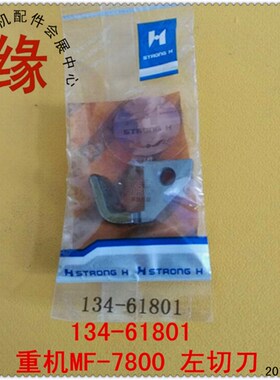 缘
机配件会展中心
H
STRONG H
H STRONG H
H STRONG H
134-61801
134-61801
重机MF-7800 左切刀
20